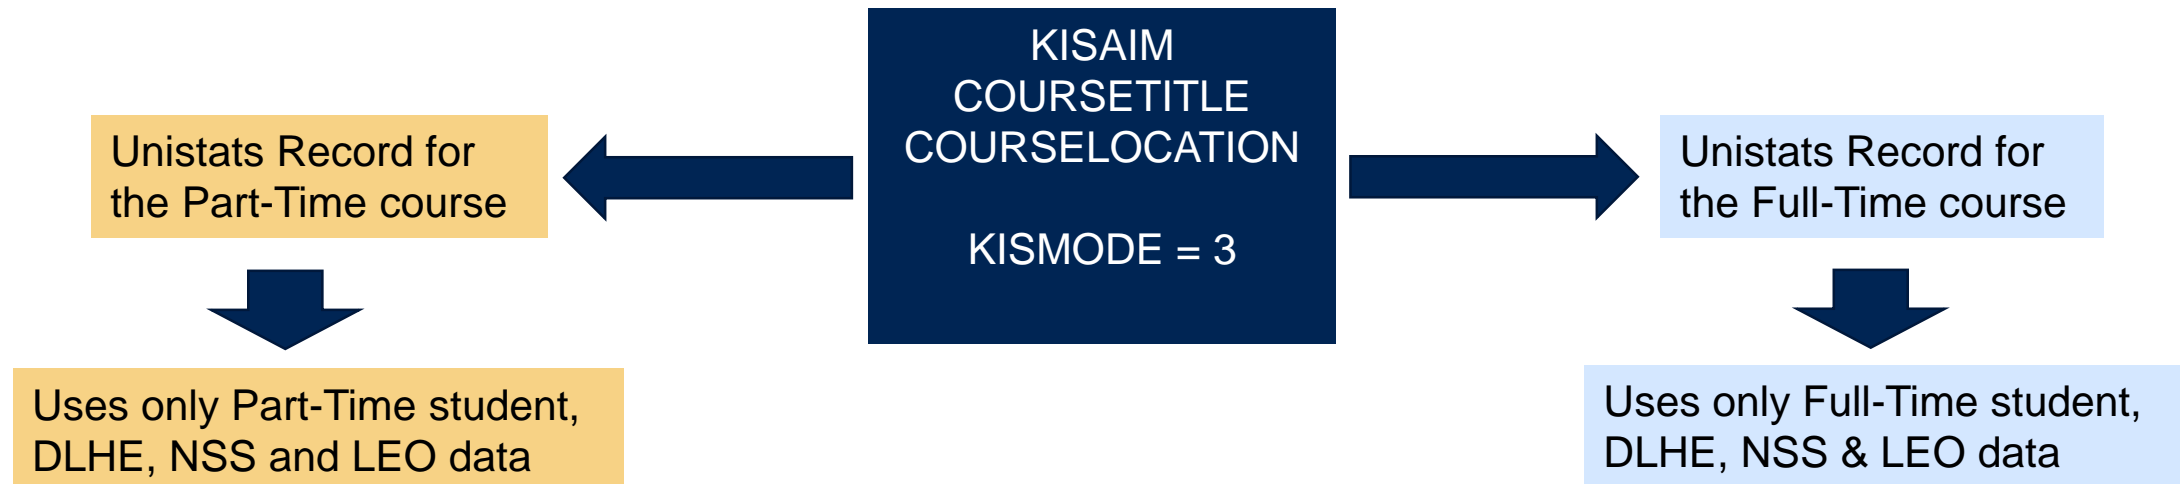 KISAIM
COURSETITLE
COURSELOCATION
KISMODE = 3
Unistats Record for
the Part-Time course
Unistats Record for
the Full-Time course
Uses only Part-Time student,
DLHE, NSS and LEO data
Uses only Full-Time student,
DLHE, NSS & LEO data